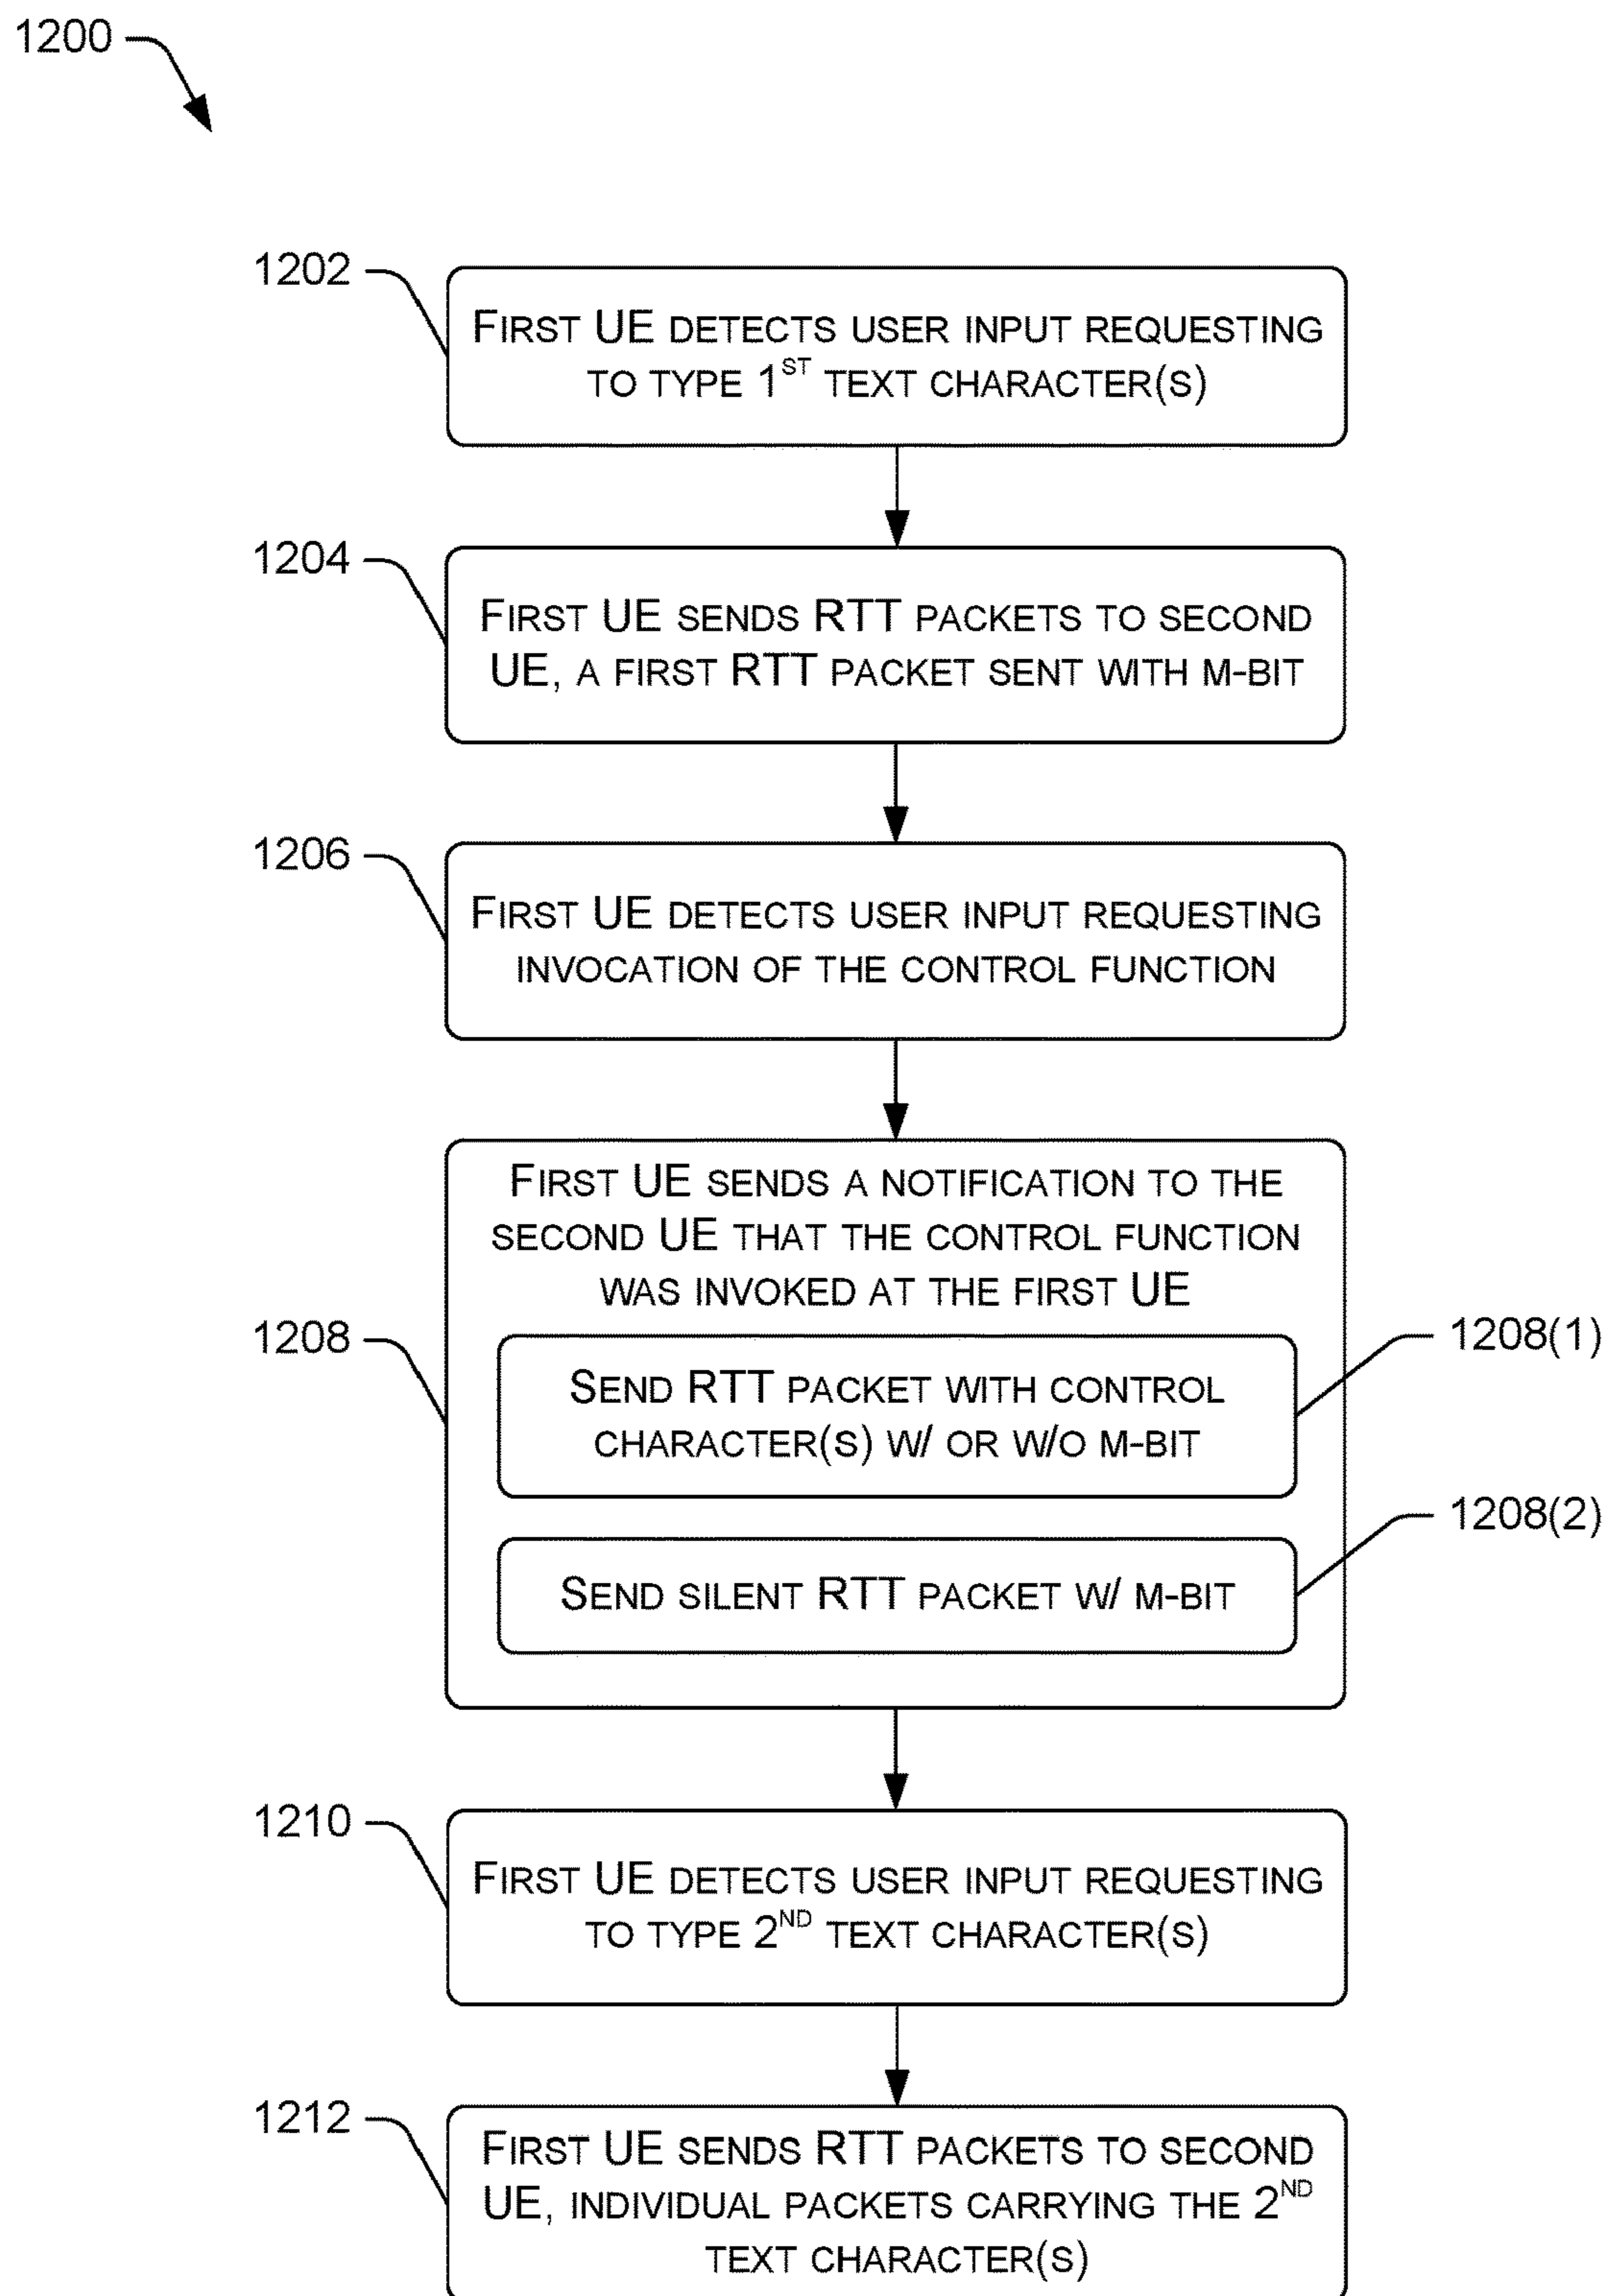 1200
1202
FIRST UE DETECTS USER INPUT REQUESTING
TO TYPE 1ST TEXT CHARACTER(S)
1204
FIRST UE SENDS RTT PACKETS TO SECOND
UE, A FIRST RTT PACKET SENT WITH M-BIT
1206
FIRST UE DETECTS USER INPUT REQUESTING
INVOCATION OF THE CONTROL FUNCTION
1208
FIRST UE SENDS A NOTIFICATION TO THE
SECOND UE THAT THE CONTROL FUNCTION
WAS INVOKED AT THE FIRST UE
1208(1)
SEND RTT PACKET WITH CONTROL
CHARACTER(S) W/ OR W/O M-BIT
1208(2)
SEND SILENT RTT PACKET W/ M-BIT
1210
FIRST UE DETECTS USER INPUT REQUESTING
TO TYPE 2ND TEXT CHARACTER(S)
1212
FIRST UE SENDS RTT PACKETS TO SECOND
UE, INDIVIDUAL PACKETS CARRYING THE 2ND
TEXT CHARACTER(S)